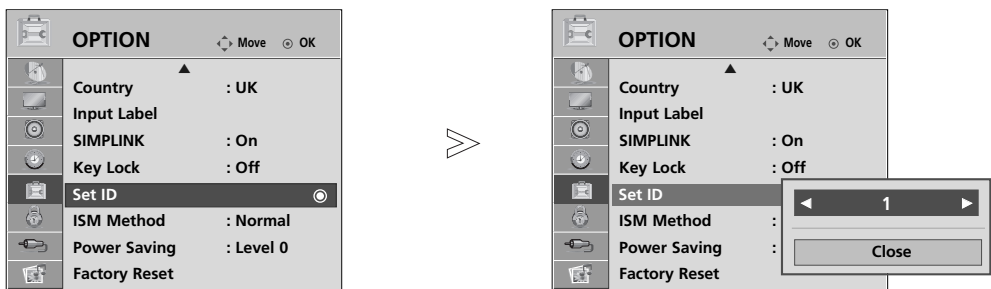 OPTION Move OK
Country : UK
Input Label
SIMPLINK : On
Key Lock : Off
Set ID
ISM Method : Normal
Power Saving : Level 0
Factory Reset
OPTION Move OK
Country : UK
Input Label
SIMPLINK : On
Key Lock : Off
Set ID
ISM Method :
Power Saving :
Factory Reset
1
Close